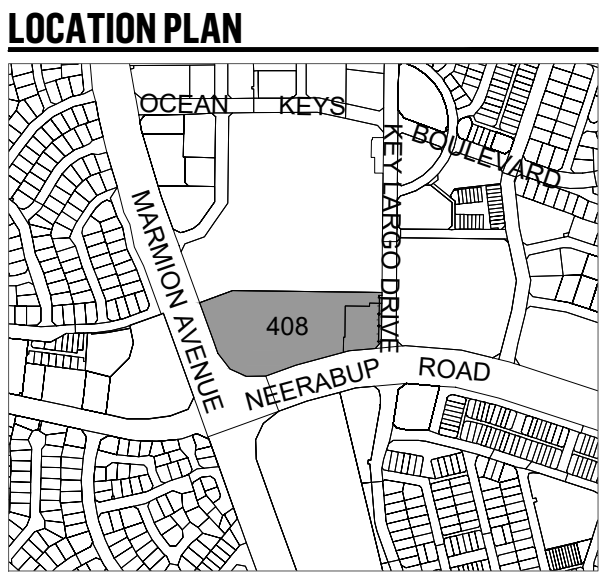 LOCATION PLAN
OCEAN KEYS BOULEVARD
KEY LARGO DRIVE
MARMION AVENUE
408
NEERABUP ROAD